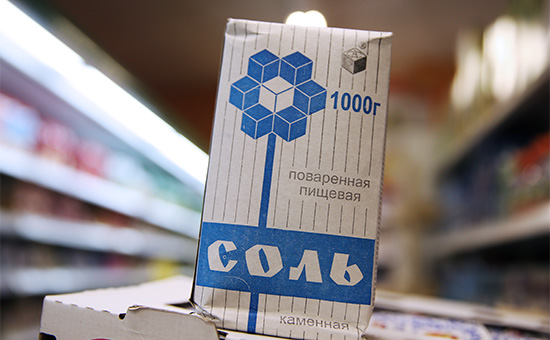 1000г
поваренная
пищевая
СОЛЬ
каменная